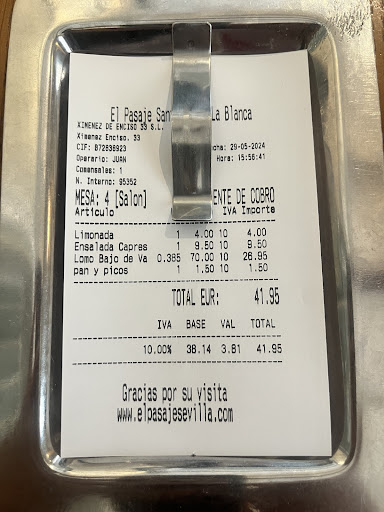 El Pasaje San La Blanca
XIMENEZ DE ENCISO 33 S.L.
Ximenez Enciso, 33
CIF: B72636923 cha: 29-05-2024
Operario: JUAN Hora: 15:56:41
Comensales: 1
N. Interno: 95352
MESA: 4 [Salon] ENTE DE COBRO
Articulo IVA Importe
Limonada 1 4.00 10 4.00
Ensalada Capres 1 9.50 10 9.50
Lomo Bajo de Va 0.385 70.00 10 26.95
pan y picos 1 1.50 10 1.50
TOTAL EUR: 41.95
IVA BASE VAL TOTAL
10.00% 38.14 3.81 41.95
Gracias por su visita
www.elpasajesevilla.com